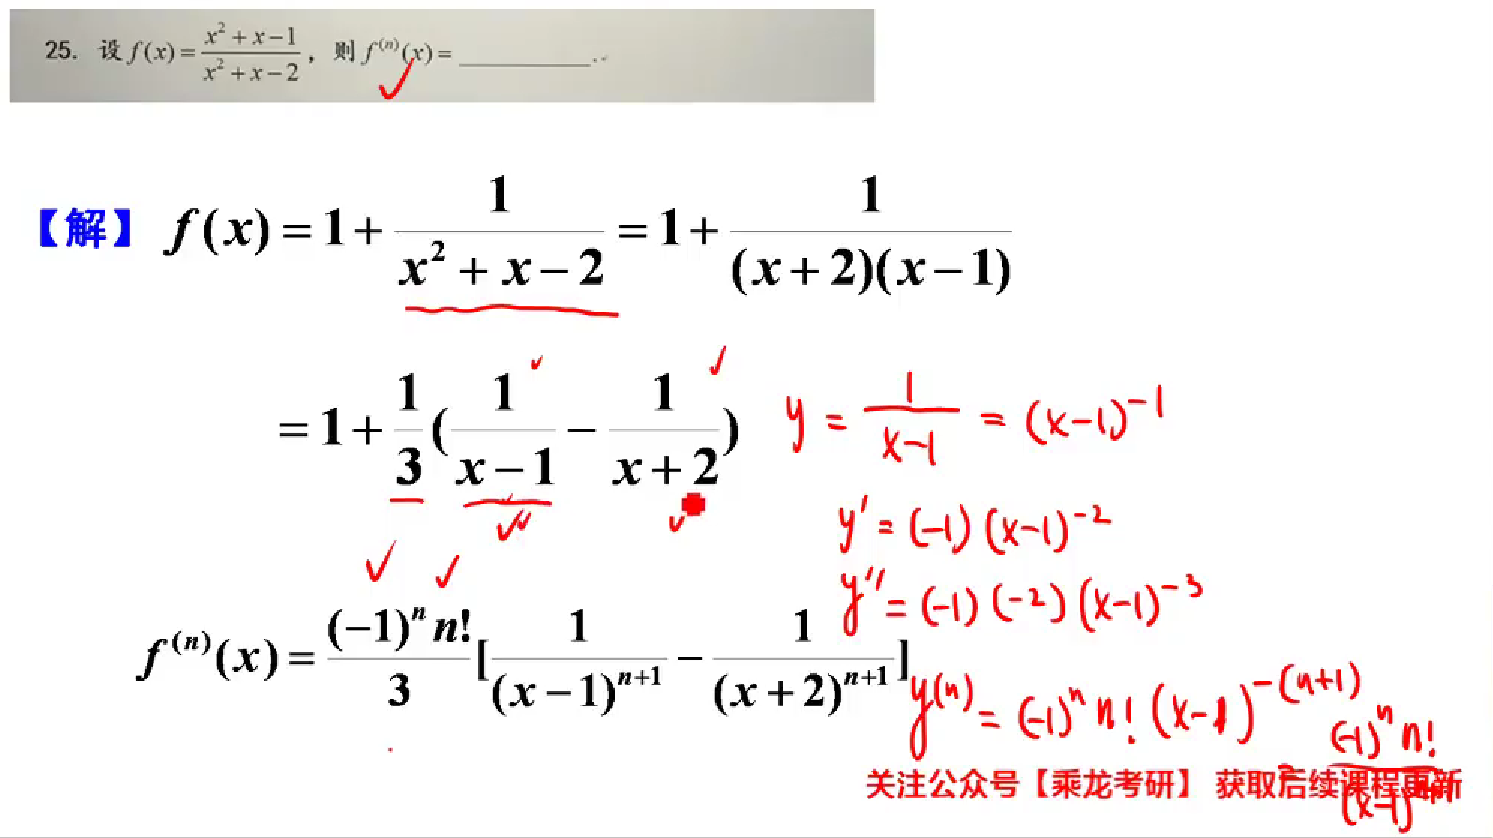 25. 设 f(x) = \frac{x^2+x-1}{x^2+x-2}, 则 f^{(n)}(x) = ________.
【解】 f(x) = 1 + \frac{1}{x^2+x-2} = 1 + \frac{1}{(x+2)(x-1)}
= 1 + \frac{1}{3}(\frac{1}{x-1} - \frac{1}{x+2})
y = \frac{1}{x-1} = (x-1)^{-1}
y' = (-1)(x-1)^{-2}
y'' = (-1)(-2)(x-1)^{-3}
f^{(n)}(x) = \frac{(-1)^n n!}{3}[\frac{1}{(x-1)^{n+1}} - \frac{1}{(x+2)^{n+1}}]
y^{(n)} = (-1)^n n! (x-1)^{-(n+1)}
= \frac{(-1)^n n!}{(x-1)^{n+1}}
关注公众号【乘龙考研】 获取后续课程更新